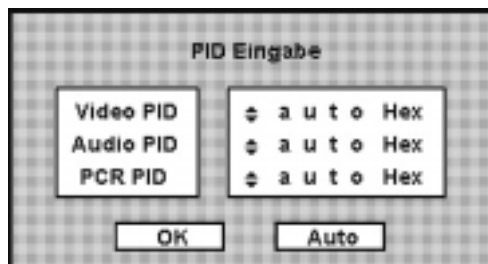 PID Eingabe
Video PID a u t o Hex
Audio PID a u t o Hex
PCR PID a u t o Hex
OK Auto